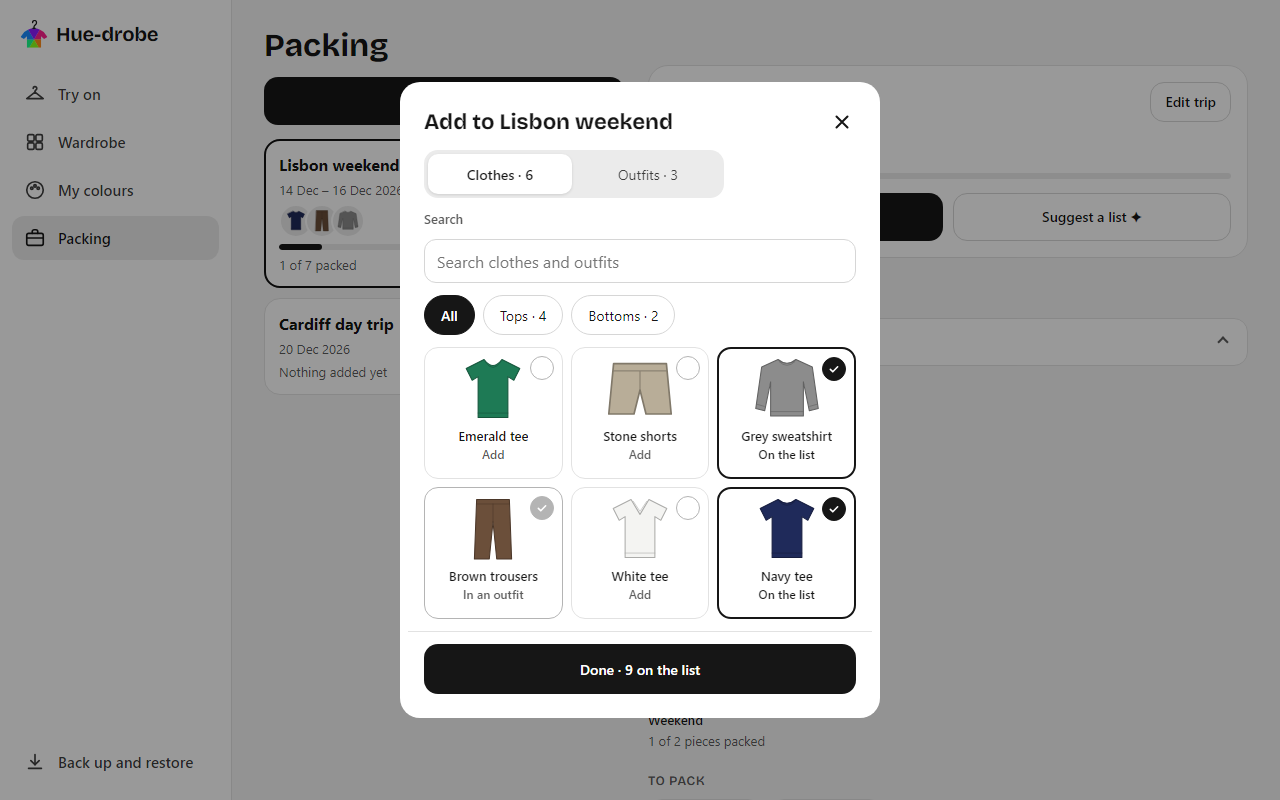 Hue-drobe
Try on
Wardrobe
My colours
Packing
Back up and restore
Packing
Lisbon weekend
14 Dec – 16 Dec 2026
1 of 7 packed
Cardiff day trip
20 Dec 2026
Nothing added yet
Edit trip
Suggest a list ✦
Add to Lisbon weekend
Clothes · 6
Outfits · 3
Search
Search clothes and outfits
All
Tops · 4
Bottoms · 2
Emerald tee
Add
Stone shorts
Add
Grey sweatshirt
On the list
Brown trousers
In an outfit
White tee
Add
Navy tee
On the list
Done · 9 on the list
Weekend
1 of 2 pieces packed
TO PACK